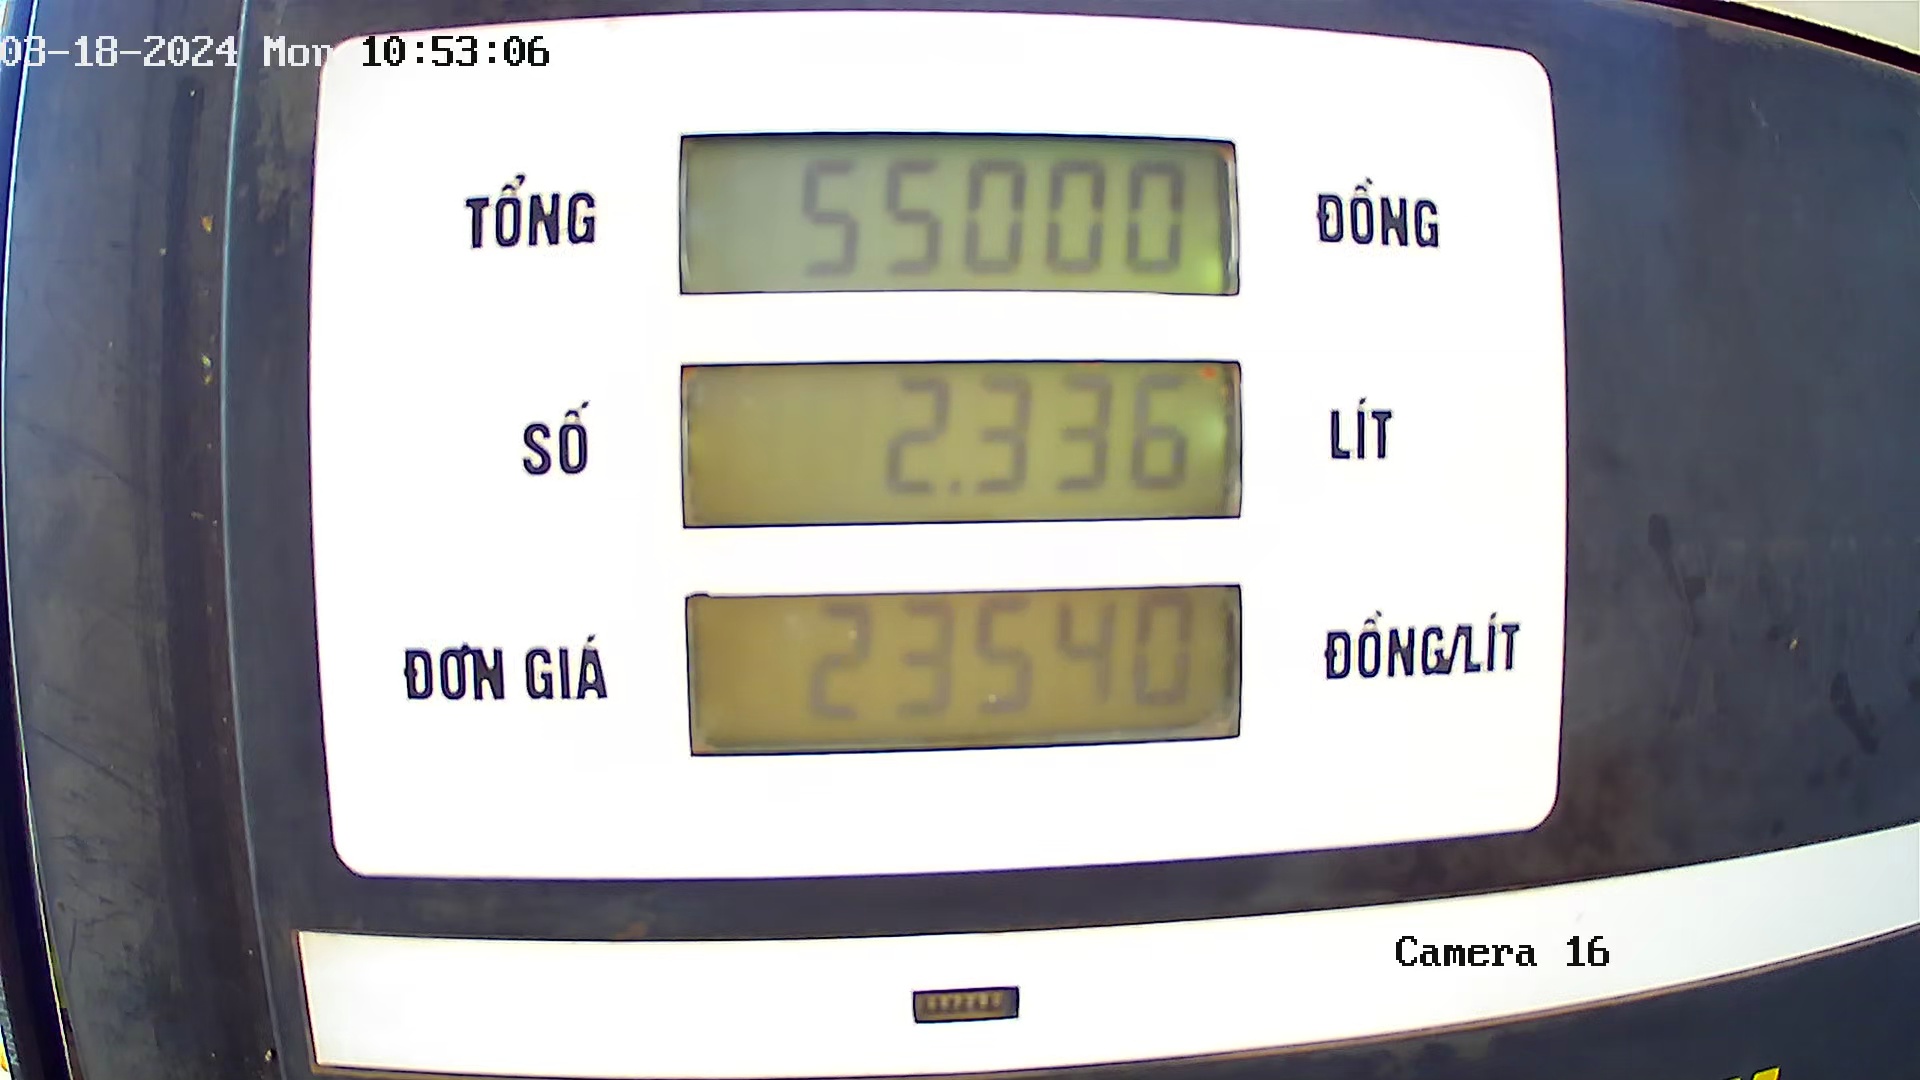 03-18-2024 Mon 10:53:06
TỔNG 55000 ĐỒNG
SỐ 2.336 LÍT
ĐƠN GIÁ 23540 ĐỒNG/LÍT
Camera 16